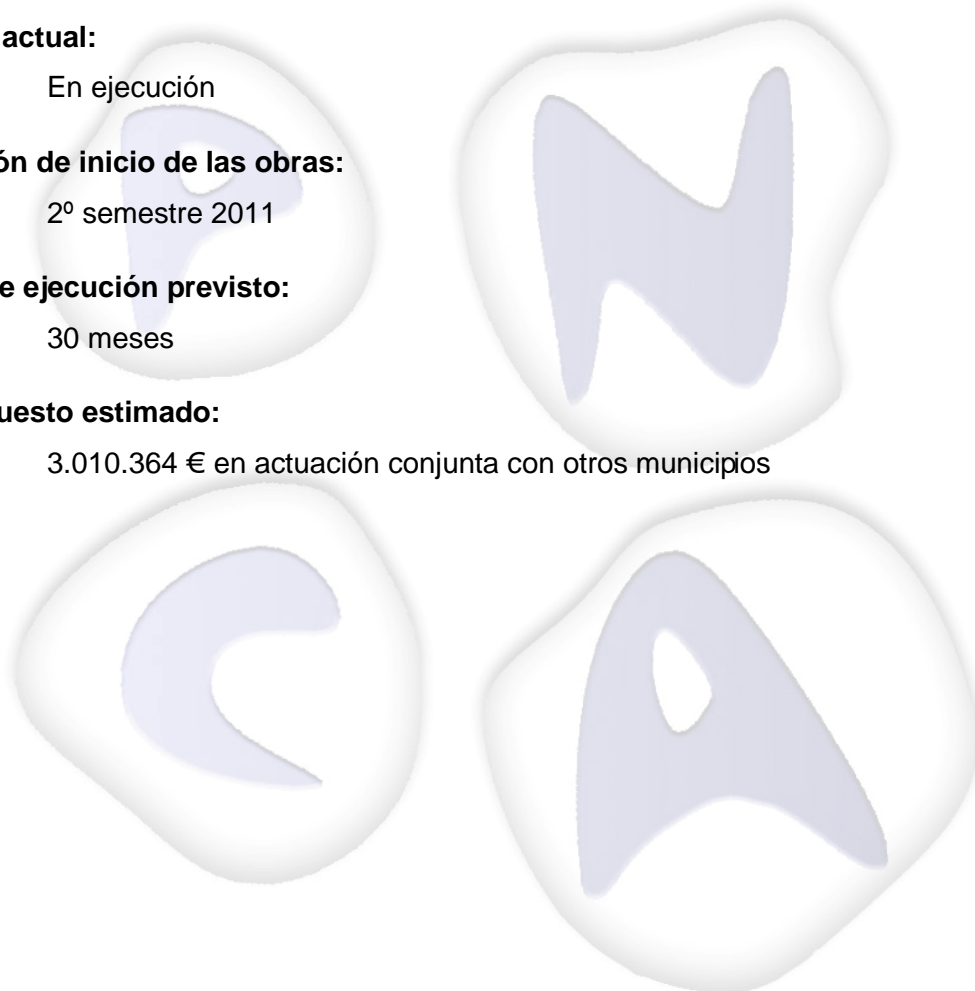 actual:
En ejecución
ón de inicio de las obras:
2º semestre 2011
e ejecución previsto:
30 meses
uesto estimado:
3.010.364 € en actuación conjunta con otros municipios
P N
C A